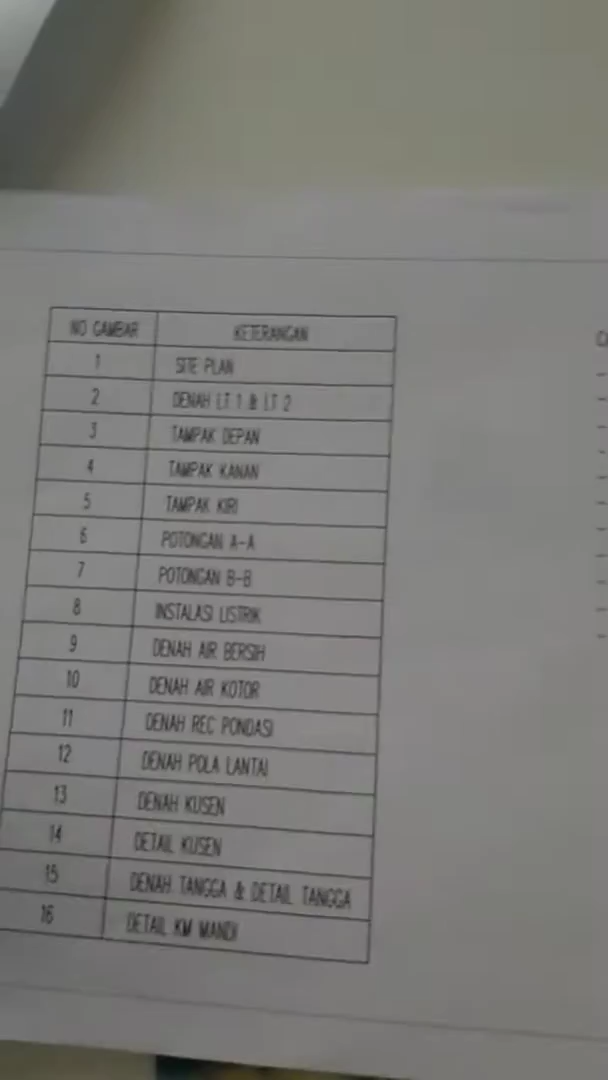 NO GAMBAR KETERANGAN
1 SITE PLAN
2 DENAH LT 1 & LT 2
3 TAMPAK DEPAN
4 TAMPAK KANAN
5 TAMPAK KIRI
6 POTONGAN A-A
7 POTONGAN B-B
8 INSTALASI LISTRIK
9 DENAH AIR BERSIH
10 DENAH AIR KOTOR
11 DENAH REC PONDASI
12 DENAH POLA LANTAI
13 DENAH KUSEN
14 DETAIL KUSEN
15 DENAH TANGGA & DETAIL TANGGA
16 DETAIL KM MANDI